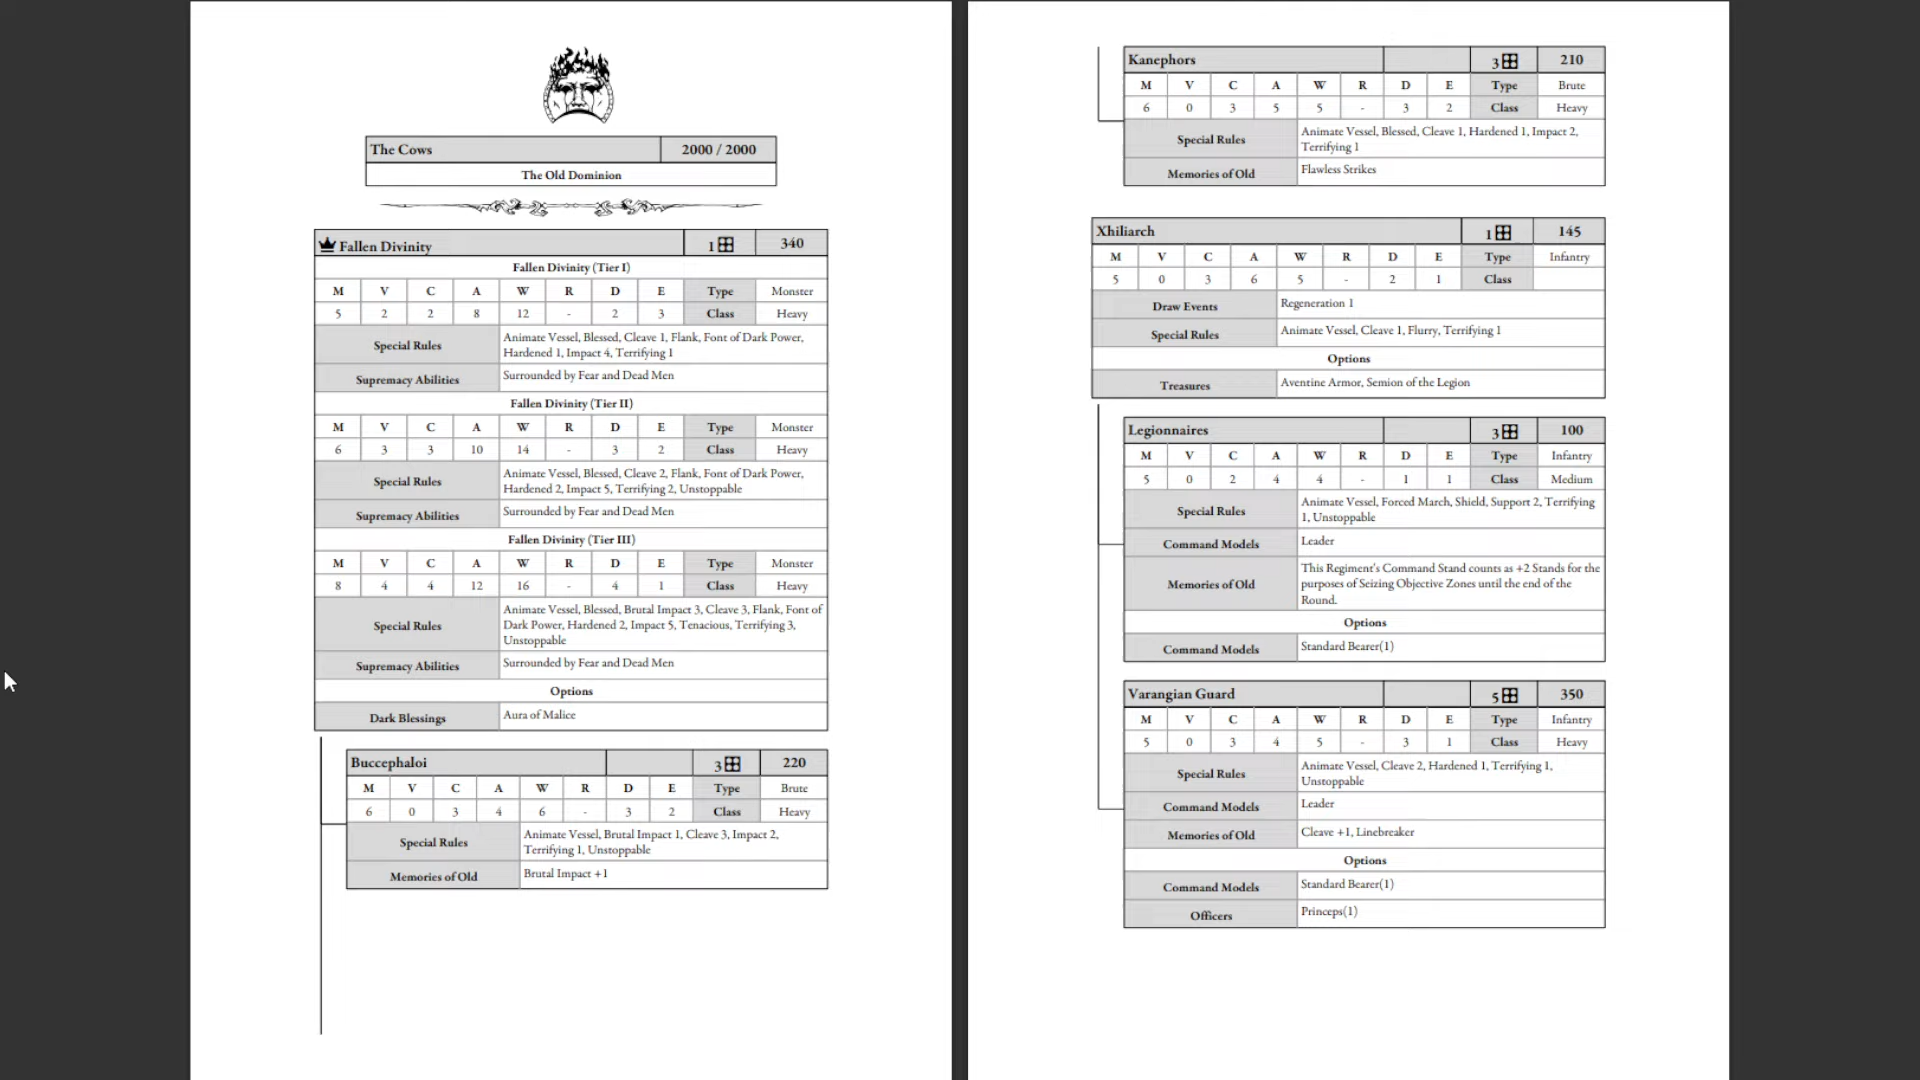 The Cows 2000 / 2000
The Old Dominion
Fallen Divinity 1 340
Fallen Divinity (Tier I)
M V C A W R D E Type Monster
5 2 2 8 12 - 2 3 Class Heavy
Special Rules Animate Vessel, Blessed, Cleave 1, Flank, Font of Dark Power,
Hardened 1, Impact 4, Terrifying 1
Supremacy Abilities Surrounded by Fear and Dead Men
Fallen Divinity (Tier II)
M V C A W R D E Type Monster
6 3 3 10 14 - 3 2 Class Heavy
Special Rules Animate Vessel, Blessed, Cleave 2, Flank, Font of Dark Power,
Hardened 2, Impact 5, Terrifying 2, Unstoppable
Supremacy Abilities Surrounded by Fear and Dead Men
Fallen Divinity (Tier III)
M V C A W R D E Type Monster
8 4 4 12 16 - 4 1 Class Heavy
Special Rules Animate Vessel, Blessed, Brutal Impact 3, Cleave 3, Flank, Font of
Dark Power, Hardened 2, Impact 5, Tenacious, Terrifying 3,
Unstoppable
Supremacy Abilities Surrounded by Fear and Dead Men
Options
Dark Blessings Aura of Malice
Buccephaloi 3 220
M V C A W R D E Type Brute
6 0 3 4 6 - 3 2 Class Heavy
Special Rules Animate Vessel, Brutal Impact 1, Cleave 3, Impact 2,
Terrifying 1, Unstoppable
Memories of Old Brutal Impact +1
Kanephors 3 210
M V C A W R D E Type Brute
6 0 3 5 5 - 3 2 Class Heavy
Special Rules Animate Vessel, Blessed, Cleave 1, Hardened 1, Impact 2,
Terrifying 1
Memories of Old Flawless Strikes
Xhiliarch 1 145
M V C A W R D E Type Infantry
5 0 3 6 5 - 2 1 Class
Draw Events Regeneration 1
Special Rules Animate Vessel, Cleave 1, Flurry, Terrifying 1
Options
Treasures Aventine Armor, Semion of the Legion
Legionnaires 3 100
M V C A W R D E Type Infantry
5 0 2 4 4 - 1 1 Class Medium
Special Rules Animate Vessel, Forced March, Shield, Support 2, Terrifying
1, Unstoppable
Command Models Leader
Memories of Old This Regiment's Command Stand counts as +2 Stands for the
purposes of Seizing Objective Zones until the end of the
Round.
Options
Command Models Standard Bearer(1)
Varangian Guard 5 350
M V C A W R D E Type Infantry
5 0 3 4 5 - 3 1 Class Heavy
Special Rules Animate Vessel, Cleave 2, Hardened 1, Terrifying 1,
Unstoppable
Command Models Leader
Memories of Old Cleave +1, Linebreaker
Options
Command Models Standard Bearer(1)
Officers Princeps(1)